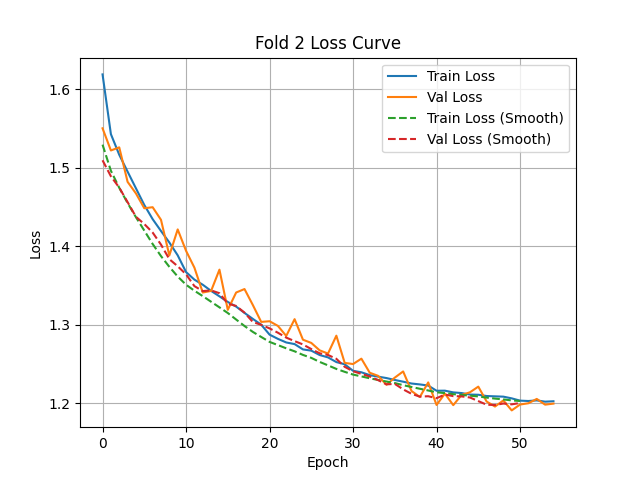 Fold 2 Loss Curve
Train Loss
Val Loss
Train Loss (Smooth)
Val Loss (Smooth)
1.6
1.5
1.4
1.3
1.2
Loss
0 10 20 30 40 50
Epoch